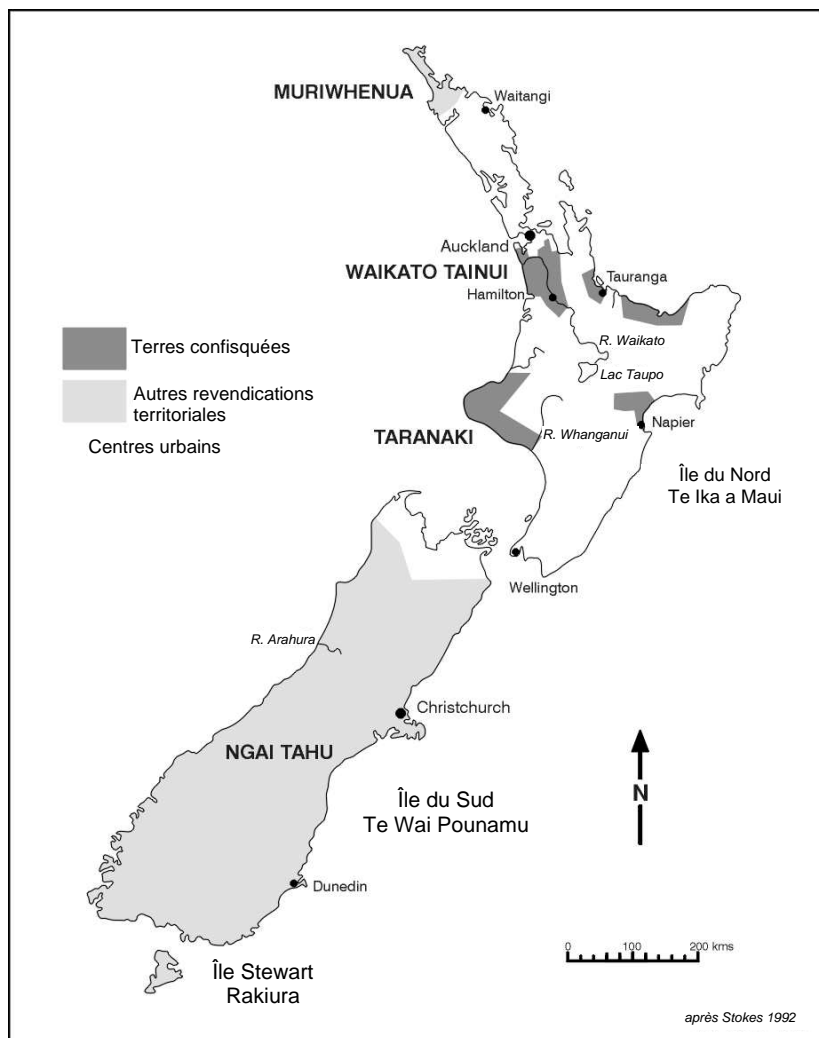 MURIWHENUA
Waitangi
Auckland
WAIKATO TAINUI
Hamilton
Tauranga
R. Waikato
Lac Taupo
Terres confisquées
Autres revendications
territoriales
Centres urbains
TARANAKI
R. Whanganui
Napier
Île du Nord
Te Ika a Maui
Wellington
R. Arahura
Christchurch
NGAI TAHU
Île du Sud
Te Wai Pounamu
N
Dunedin
Île Stewart
Rakiura
0 100 200 kms
après Stokes 1992